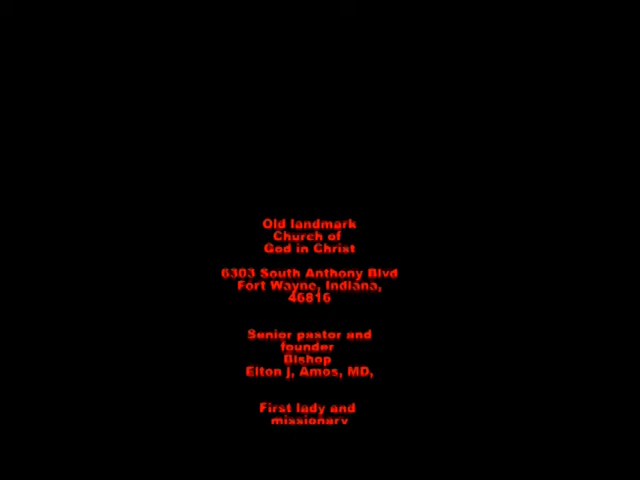 Old landmark
Church of
God in Christ
6303 South Anthony Blvd
Fort Wayne, Indiana,
46816
Senior pastor and
founder
Bishop
Elton J, Amos, MD,
First lady and
missionary